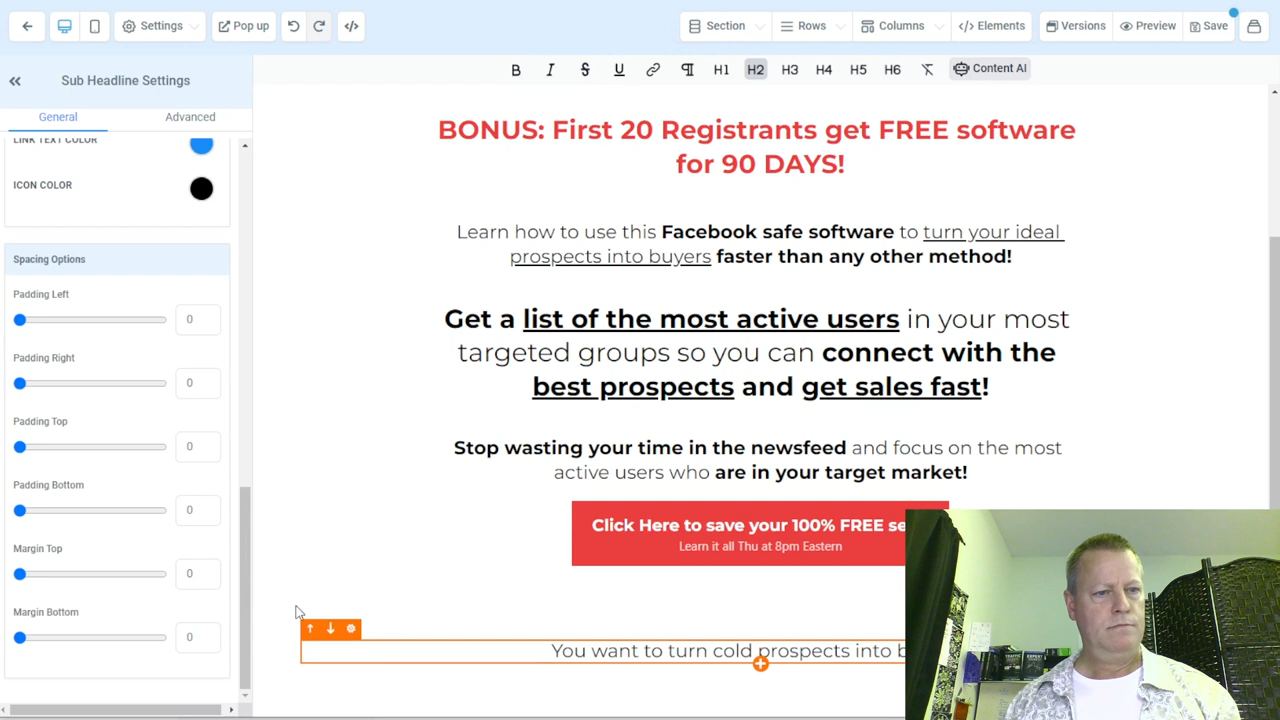 Settings
Pop up
Section
Rows
Columns
</> Elements
Versions
Preview
Save
Sub Headline Settings
General
Advanced
B I S U ¶ H1 H2 H3 H4 H5 H6
Content AI
LINK TEXT COLOR
ICON COLOR
Spacing Options
Padding Left
0
Padding Right
0
Padding Top
0
Padding Bottom
0
Margin Top
0
Margin Bottom
0
BONUS: First 20 Registrants get FREE software
for 90 DAYS!
Learn how to use this Facebook safe software to turn your ideal
prospects into buyers faster than any other method!
Get a list of the most active users in your most
targeted groups so you can connect with the
best prospects and get sales fast!
Stop wasting your time in the newsfeed and focus on the most
active users who are in your target market!
Click Here to save your 100% FREE
Learn it all Thu at 8pm Eastern
You want to turn cold prospects into